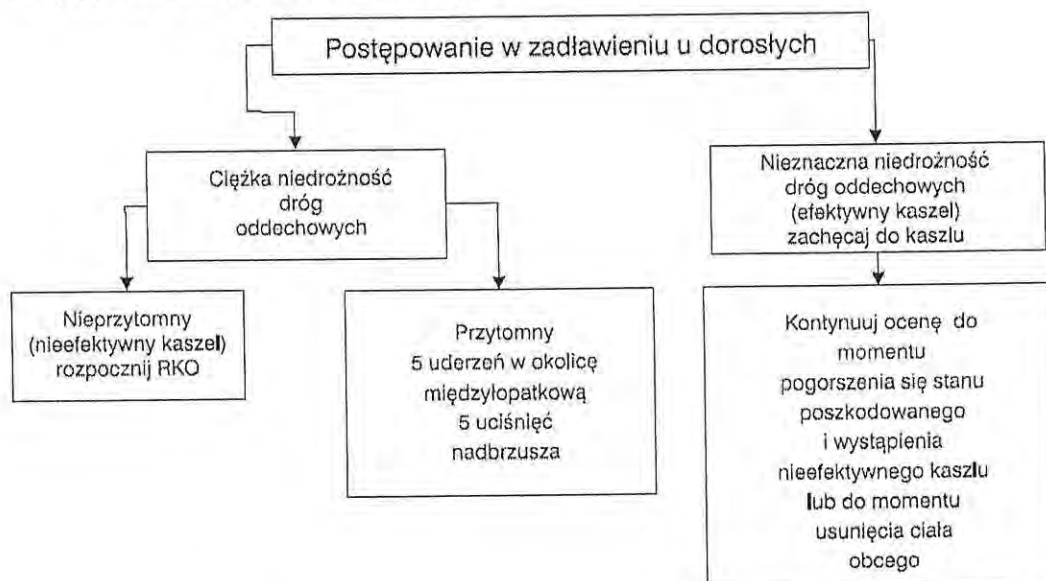 Postępowanie w zadławieniu u dorosłych
Ciężka niedrożność
dróg
oddechowych
Nieznaczna niedrożność
dróg oddechowych
(efektywny kaszel)
zachęcaj do kaszlu
Nieprzytomny
(nieefektywny kaszel)
rozpocznij RKO
Przytomny
5 uderzeń w okolicę
międzyłopatkową
5 uciśnięć
nadbrzusza
Kontynuuj ocenę do
momentu
pogorszenia się stanu
poszkodowanego
i wystąpienia
nieefektywnego kaszlu
lub do momentu
usunięcia ciała
obcego